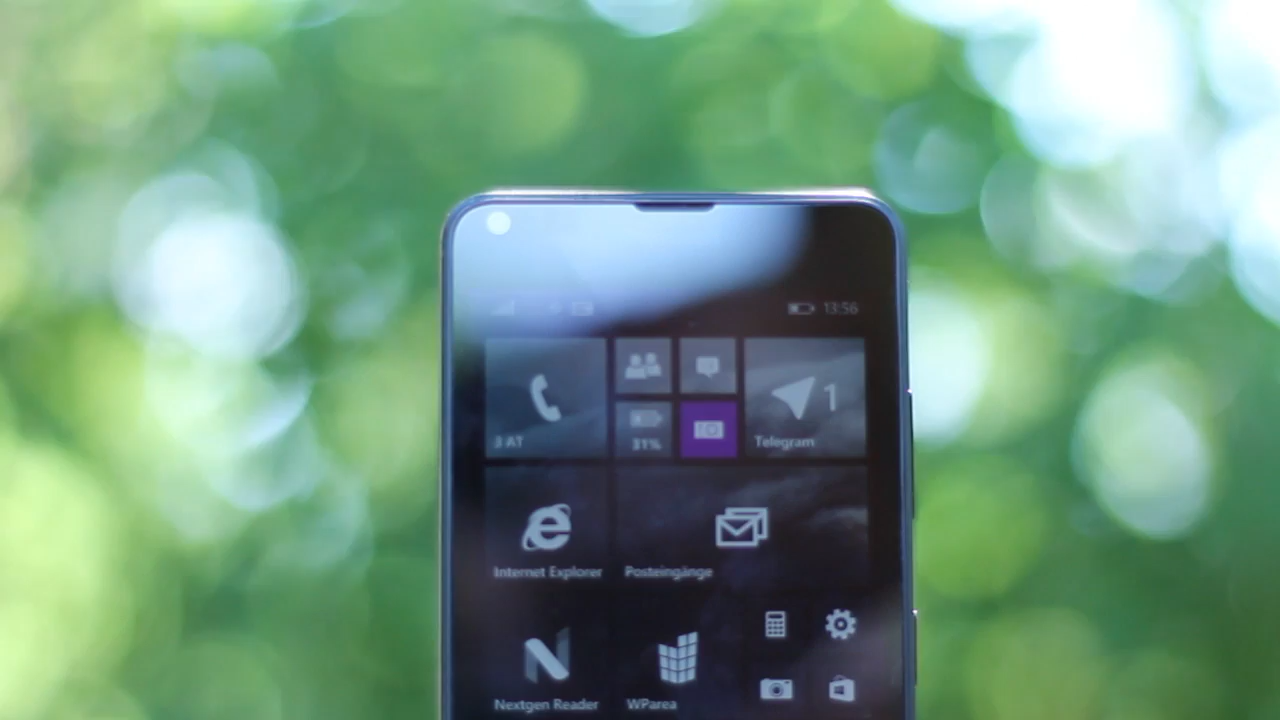 13:56
3 AT
31%
1
Telegram
Internet Explorer
Posteingänge
Nextgen Reader
WParea